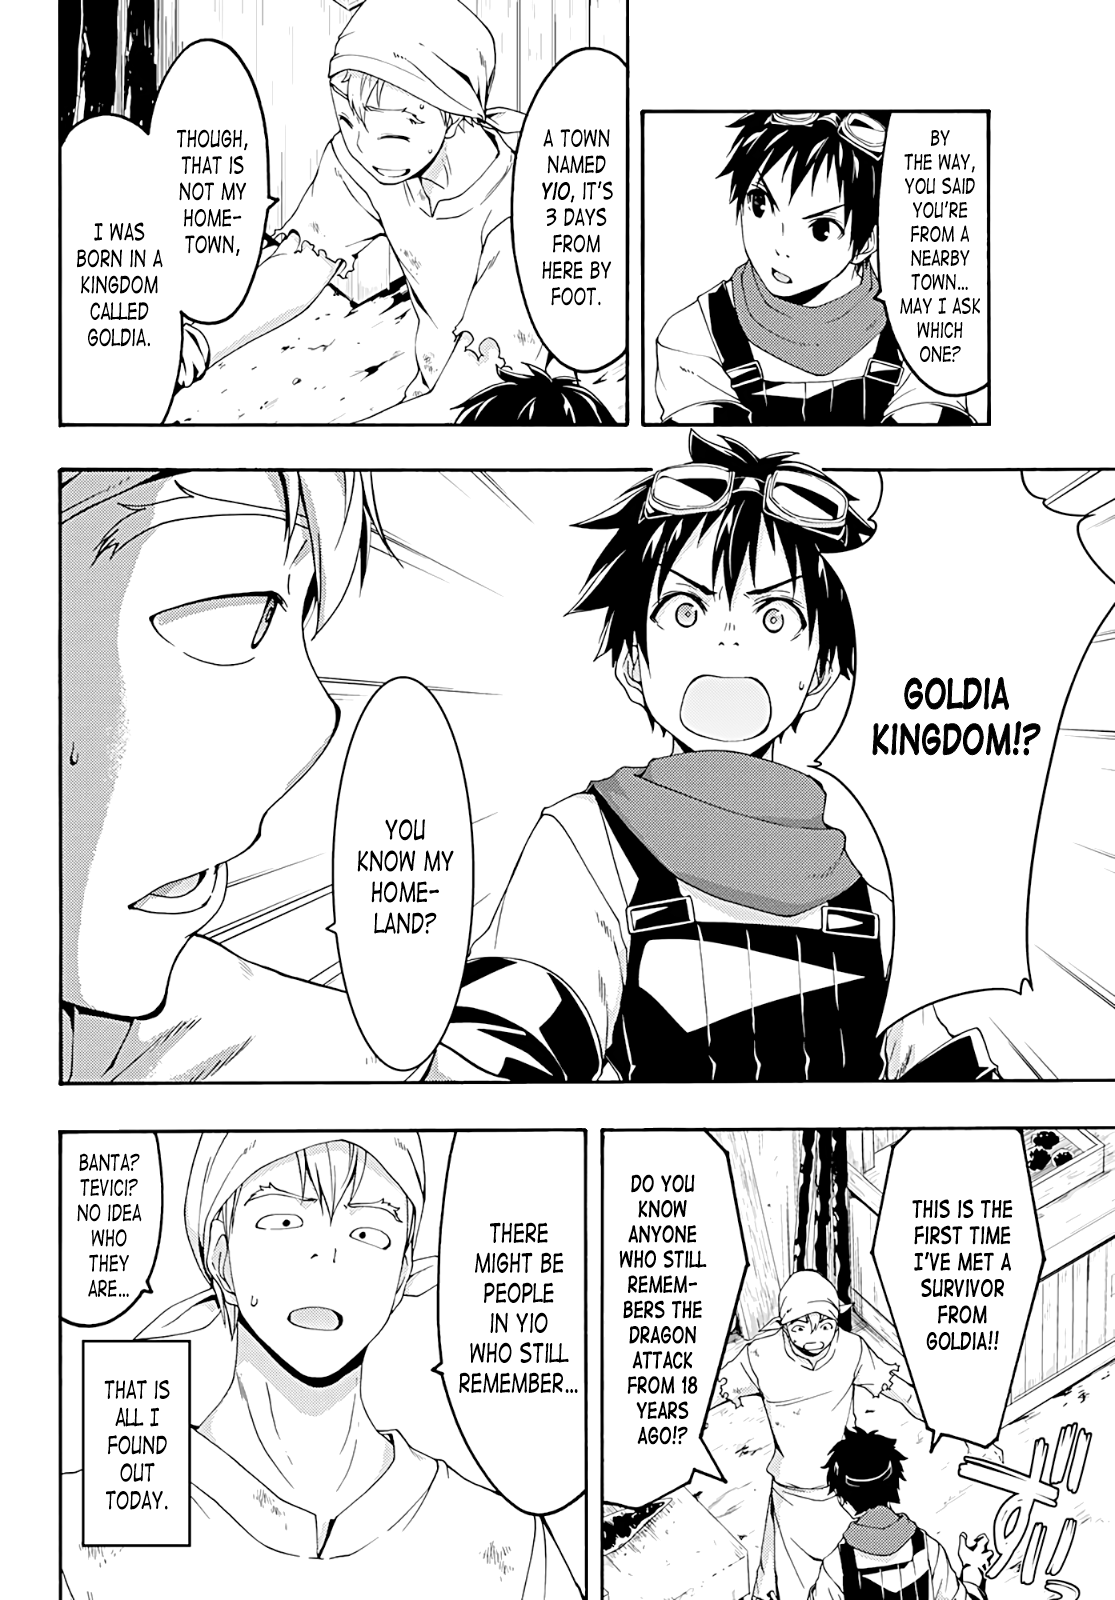 BY
THE WAY,
YOU SAID
YOU'RE
FROM A
NEARBY
TOWN...
MAY I ASK
WHICH
ONE?
A TOWN
NAMED
YIO, IT'S
3 DAYS
FROM
HERE BY
FOOT.
THOUGH,
THAT IS
NOT MY
HOME-
TOWN,
I WAS
BORN IN A
KINGDOM
CALLED
GOLDIA.
GOLDIA
KINGDOM!?
YOU
KNOW MY
HOME-
LAND?
THIS IS THE
FIRST TIME
I'VE MET A
SURVIVOR
FROM
GOLDIA!!
DO YOU
KNOW
ANYONE
WHO STILL
REMEM-
BERS THE
DRAGON
ATTACK
FROM 18
YEARS
AGO!?
THERE
MIGHT BE
PEOPLE
IN YIO
WHO STILL
REMEMBER...
BANTA?
TEVICI?
NO IDEA
WHO
THEY
ARE...
THAT IS
ALL I
FOUND
OUT
TODAY.